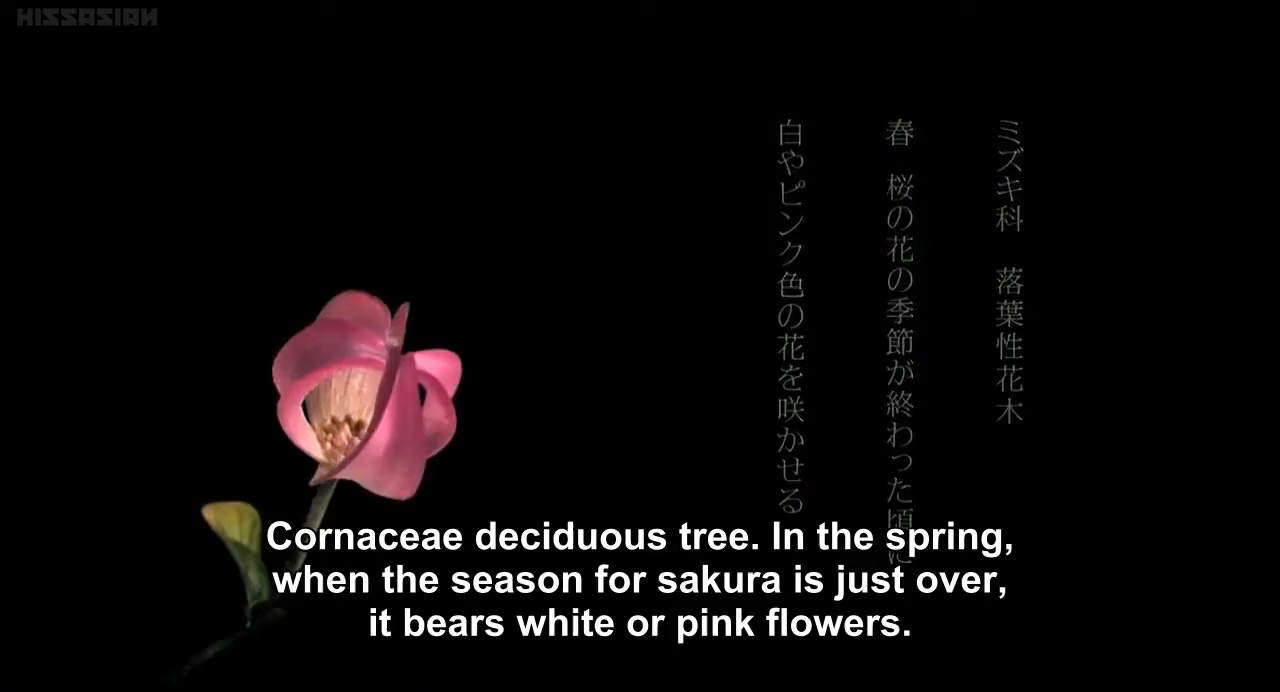 HISSASIAN
ミズキ科 落葉性花木
春 桜の花の季節が終わった頃に
白やピンク色の花を咲かせる
Cornaceae deciduous tree. In the spring,
when the season for sakura is just over,
it bears white or pink flowers.